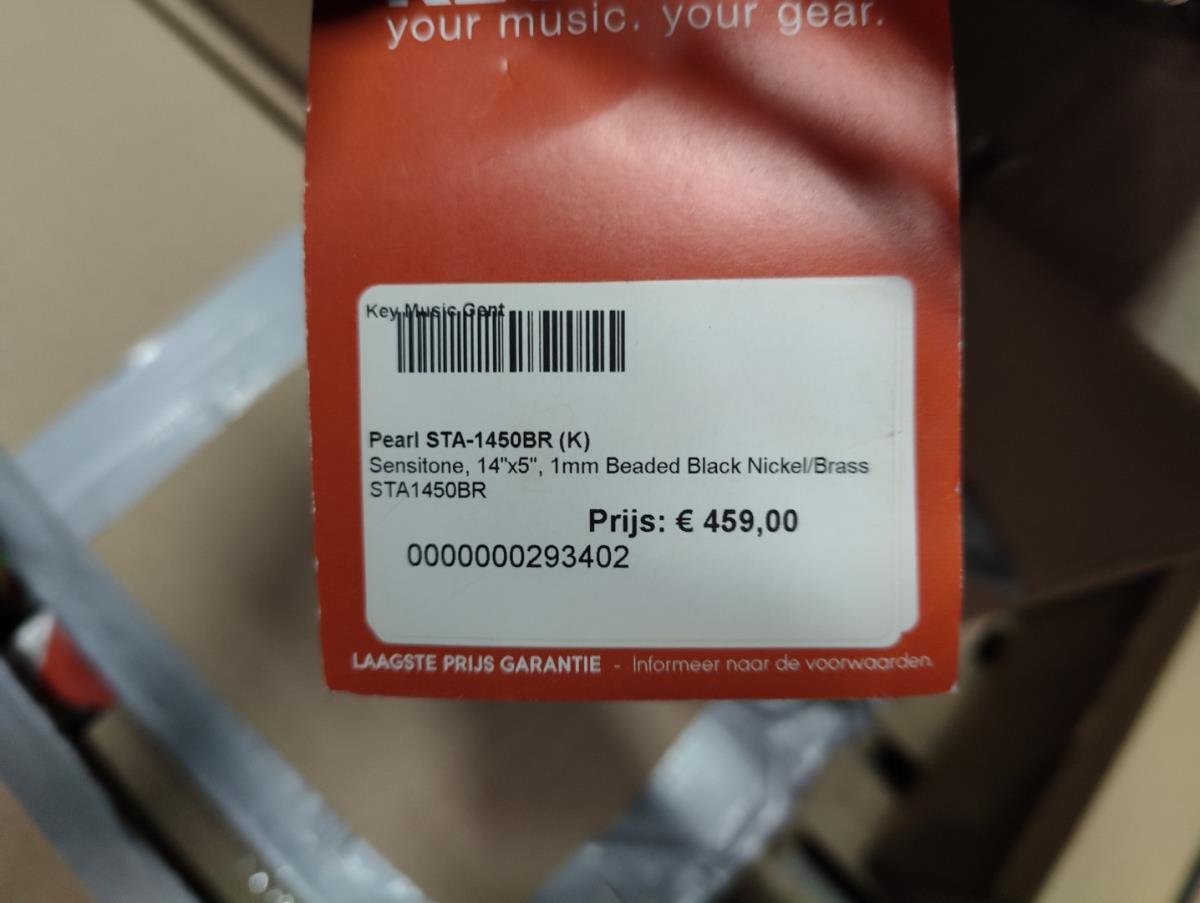 your music. your gear.
Key Music Gent
Pearl STA-1450BR (K)
Sensitone, 14"x5", 1mm Beaded Black Nickel/Brass
STA1450BR
Prijs: € 459,00
0000000293402
LAAGSTE PRIJS GARANTIE - Informeer naar de voorwaarden.